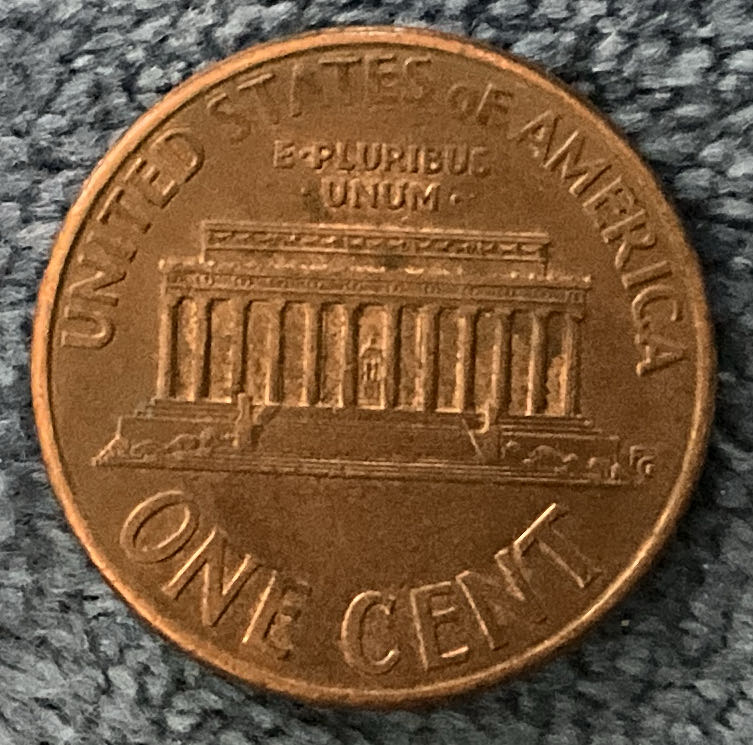 UNITED STATES OF AMERICA
E·PLURIBUS
·UNUM·
FG
ONE CENT